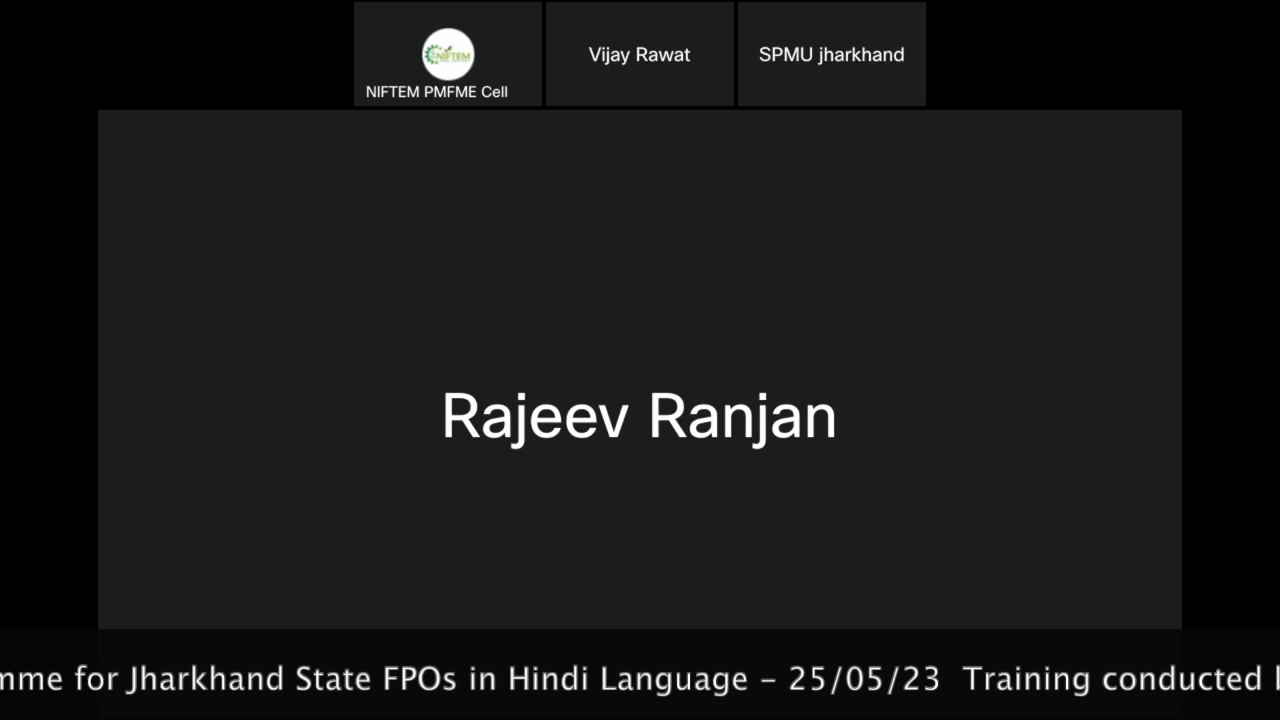 NIFTEM
NIFTEM PMFME Cell
Vijay Rawat
SPMU jharkhand
Rajeev Ranjan
mme for Jharkhand State FPOs in Hindi Language – 25/05/23 Training conducted